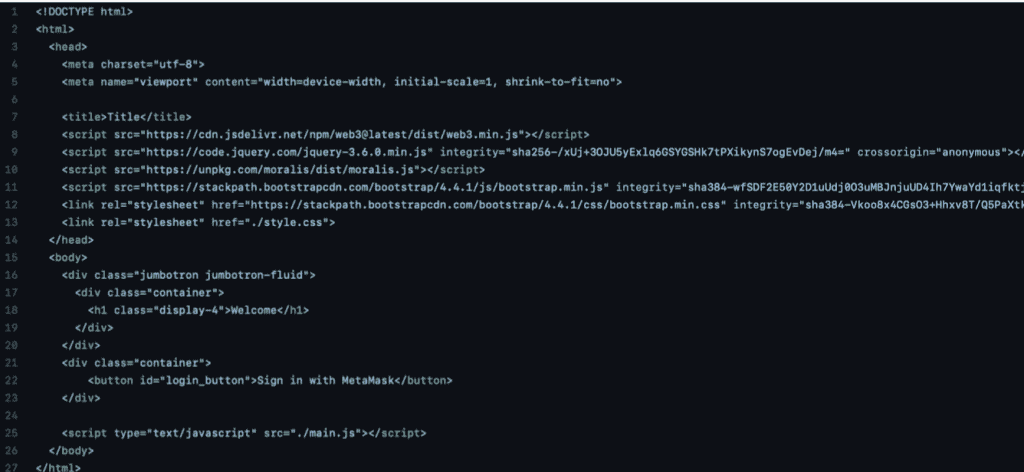 1 <!DOCTYPE html>
2 <html>
3 <head>
4 <meta charset="utf-8">
5 <meta name="viewport" content="width=device-width, initial-scale=1, shrink-to-fit=no">
6
7 <title>Title</title>
8 <script src="https://cdn.jsdelivr.net/npm/web3@latest/dist/web3.min.js"></script>
9 <script src="https://code.jquery.com/jquery-3.6.0.min.js" integrity="sha256-/xUj+3OJU5yExlq6GSYGSHk7tPXikynS7ogEvDej/m4=" crossorigin="anonymous"></
10 <script src="https://unpkg.com/moralis/dist/moralis.js"></script>
11 <script src="https://stackpath.bootstrapcdn.com/bootstrap/4.4.1/js/bootstrap.min.js" integrity="sha384-wfSDF2E50Y2D1uUdj0O3uMBJnjuUD4Ih7YwaYd1iqfktj
12 <link rel="stylesheet" href="https://stackpath.bootstrapcdn.com/bootstrap/4.4.1/css/bootstrap.min.css" integrity="sha384-Vkoo8x4CGsO3+Hhxv8T/Q5PaXtk
13 <link rel="stylesheet" href="./style.css">
14 </head>
15 <body>
16 <div class="jumbotron jumbotron-fluid">
17 <div class="container">
18 <h1 class="display-4">Welcome</h1>
19 </div>
20 </div>
21 <div class="container">
22 <button id="login_button">Sign in with MetaMask</button>
23 </div>
24
25 <script type="text/javascript" src="./main.js"></script>
26 </body>
27 </html>